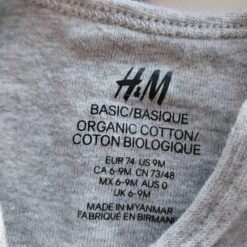 H&M
BASIC/BASIQUE
ORGANIC COTTON/
COTON BIOLOGIQUE
EUR 74 US 9M
CA 6-9M CN 73/48
MX 6-9M AUS 0
UK 6-9M
MADE IN MYANMAR
FABRIQUÉ EN BIRMANI